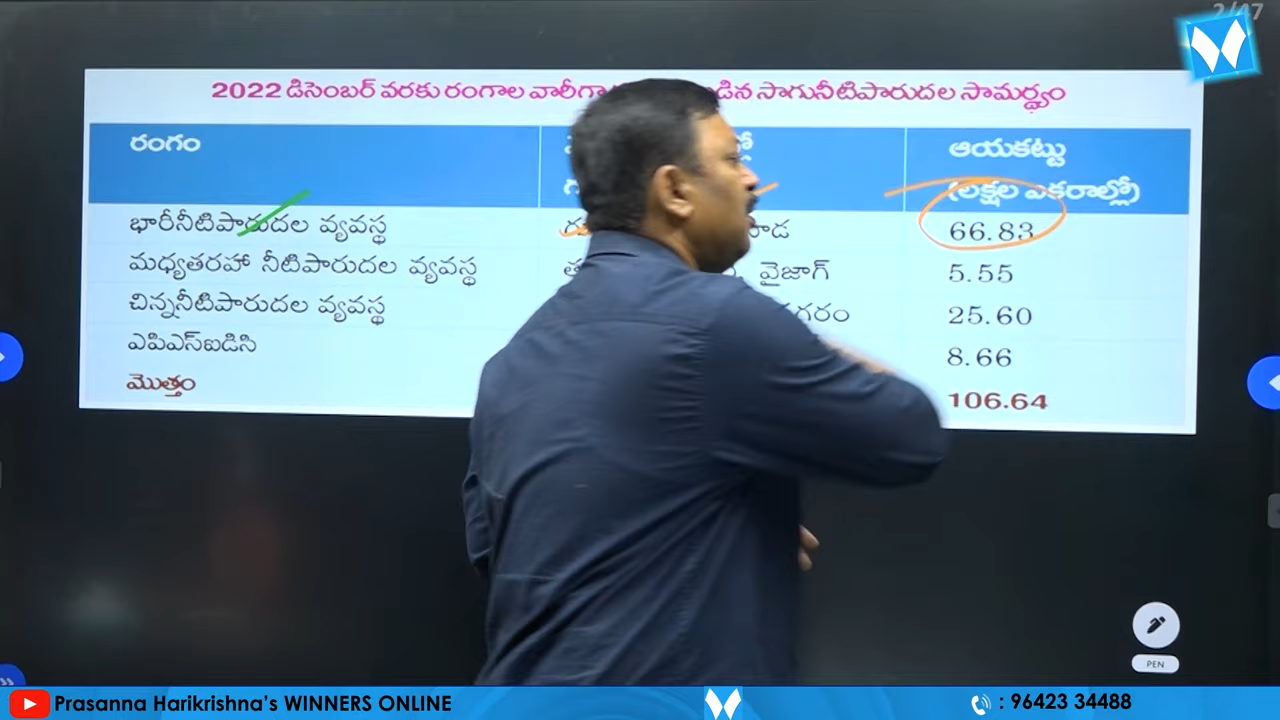 2/47
2022 డిసెంబర్ వరకు రంగాల వారీగా సాగునీటిపారుదల సామర్థ్యం
రంగం ఆయకట్టు
(లక్షల ఎకరాల్లో)
భారీనీటిపారుదల వ్యవస్థ 66.83
మధ్యతరహా నీటిపారుదల వ్యవస్థ వైజాగ్ 5.55
చిన్ననీటిపారుదల వ్యవస్థ 25.60
ఎపిఎస్ఐడిసి 8.66
మొత్తం 106.64
PEN
Prasanna Harikrishna's WINNERS ONLINE : 96423 34488